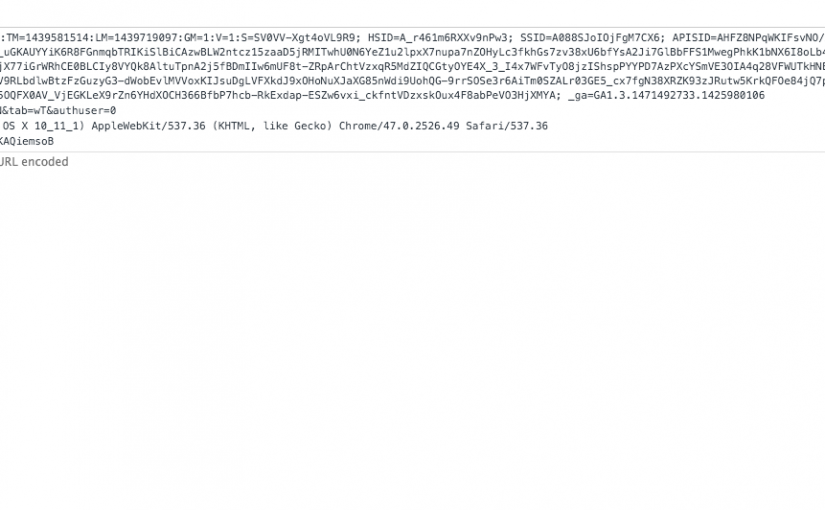 :TM=1439581514:LM=1439719097:GM=1:V=1:S=SV0VV-Xgt4oVL9R9; HSID=A_r461m6RXXv9nPw3; SSID=A088SJoIOjFgM7CX6; APISID=AHFZ8NPqWKIFsvNO/
_uGKAUYYiK6R8FGnmqbTRIKiSlBiCAzwBLW2ntcz15zaaD5jRMITwhU0N6YeZ1u2lpxX7nupa7nZOHyLc3fkhGs7zv38xU6bfYsA2Ji7GlBbFFS1MwegPhkK1bNX6I8oLb4
jX77iGrWRhCE0BLCIy8VYQk8AltuTpnA2j5fBDmIIw6mUF8t-ZRpArChtVzxqR5MdZIQCGtyOYE4X_3_I4x7WFvTyO8jzIShspPYYPD7AzPXcYSmVE3OIA4q28VFWUTkHNE
V9RLbdlwBtzFzGuzyG3-dWobEvlMVVoxKIJsuDgLVFXkdJ9xOHoNuXJaXG85nWdi9UohQG-9rrSOSe3r6AiTm0SZALr03GE5_cx7fgN38XRZK93zJRutw5KrkQFOe84jQ7p
5OQFX0AV_VjEGKLeX9rZn6YHdXOCH366BfbP7hcb-RkExdap-ESZw6vxi_ckfntVDzxskOux4F8abPeVO3HjXMYA; _ga=GA1.3.1471492733.1425980106
&tab=wT&authuser=0
OS X 10_11_1) AppleWebKit/537.36 (KHTML, like Gecko) Chrome/47.0.2526.49 Safari/537.36
KAQiemsoB
URL encoded